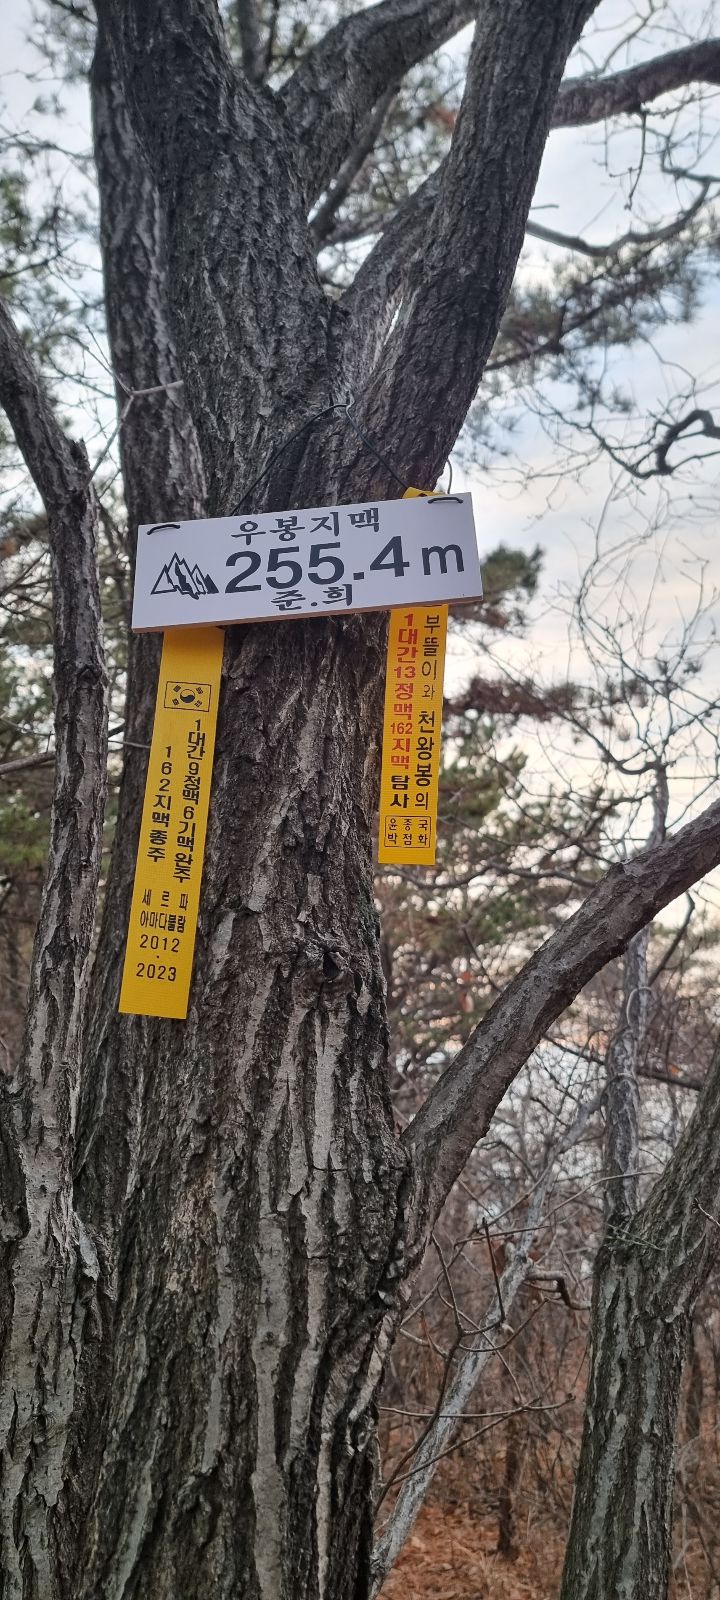 우봉지맥
255.4m
준.희
1대간9정맥6기맥완주
162지맥 종주
세르파
아마다블람
2012
.
2023
부뜰이와 천왕봉의
1대간13정맥162지맥탐사
윤종국
박점화